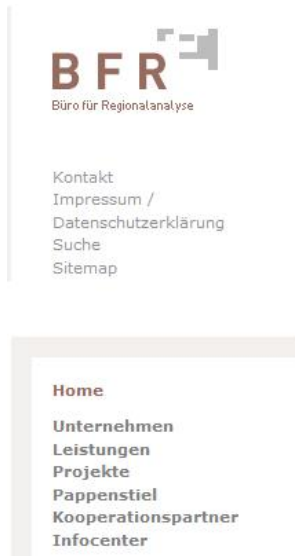 BFR
Büro für Regionalanalyse
Kontakt
Impressum /
Datenschutzerklärung
Suche
Sitemap
Home
Unternehmen
Leistungen
Projekte
Pappenstiel
Kooperationspartner
Infocenter